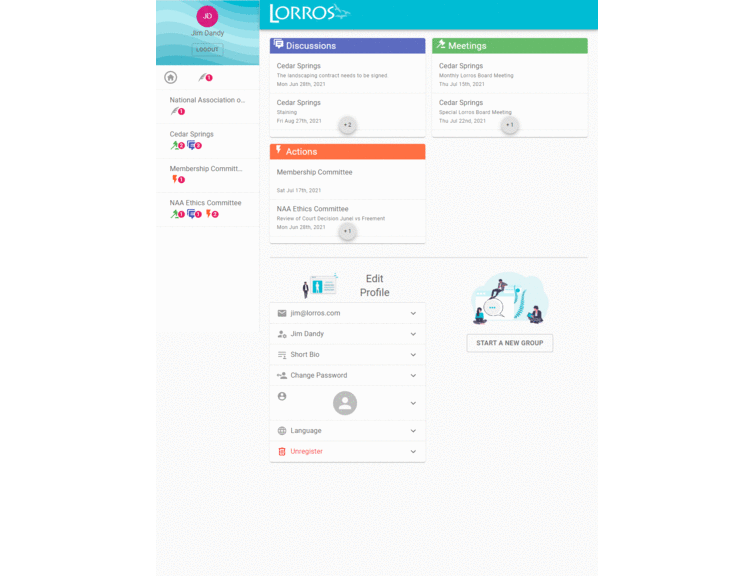 JD
Jim Dandy
LOGOUT
1
National Association o...
1
Cedar Springs
2 2
Membership Committ...
1
NAA Ethics Committee
1 1 2
LORROS
Discussions
Cedar Springs
The landscaping contract needs to be signed
Mon Jun 28th, 2021
Cedar Springs
Staining
Fri Aug 27th, 2021
+2
Meetings
Cedar Springs
Monthly Lorros Board Meeting
Thu Jul 15th, 2021
Cedar Springs
Special Lorros Board Meeting
Thu Jul 22nd, 2021
+1
Actions
Membership Committee
Sat Jul 17th, 2021
NAA Ethics Committee
Review of Court Decision Junel vs Freement
Mon Jun 28th, 2021
+1
Edit
Profile
jim@lorros.com
Jim Dandy
Short Bio
Change Password
Language
Unregister
START A NEW GROUP